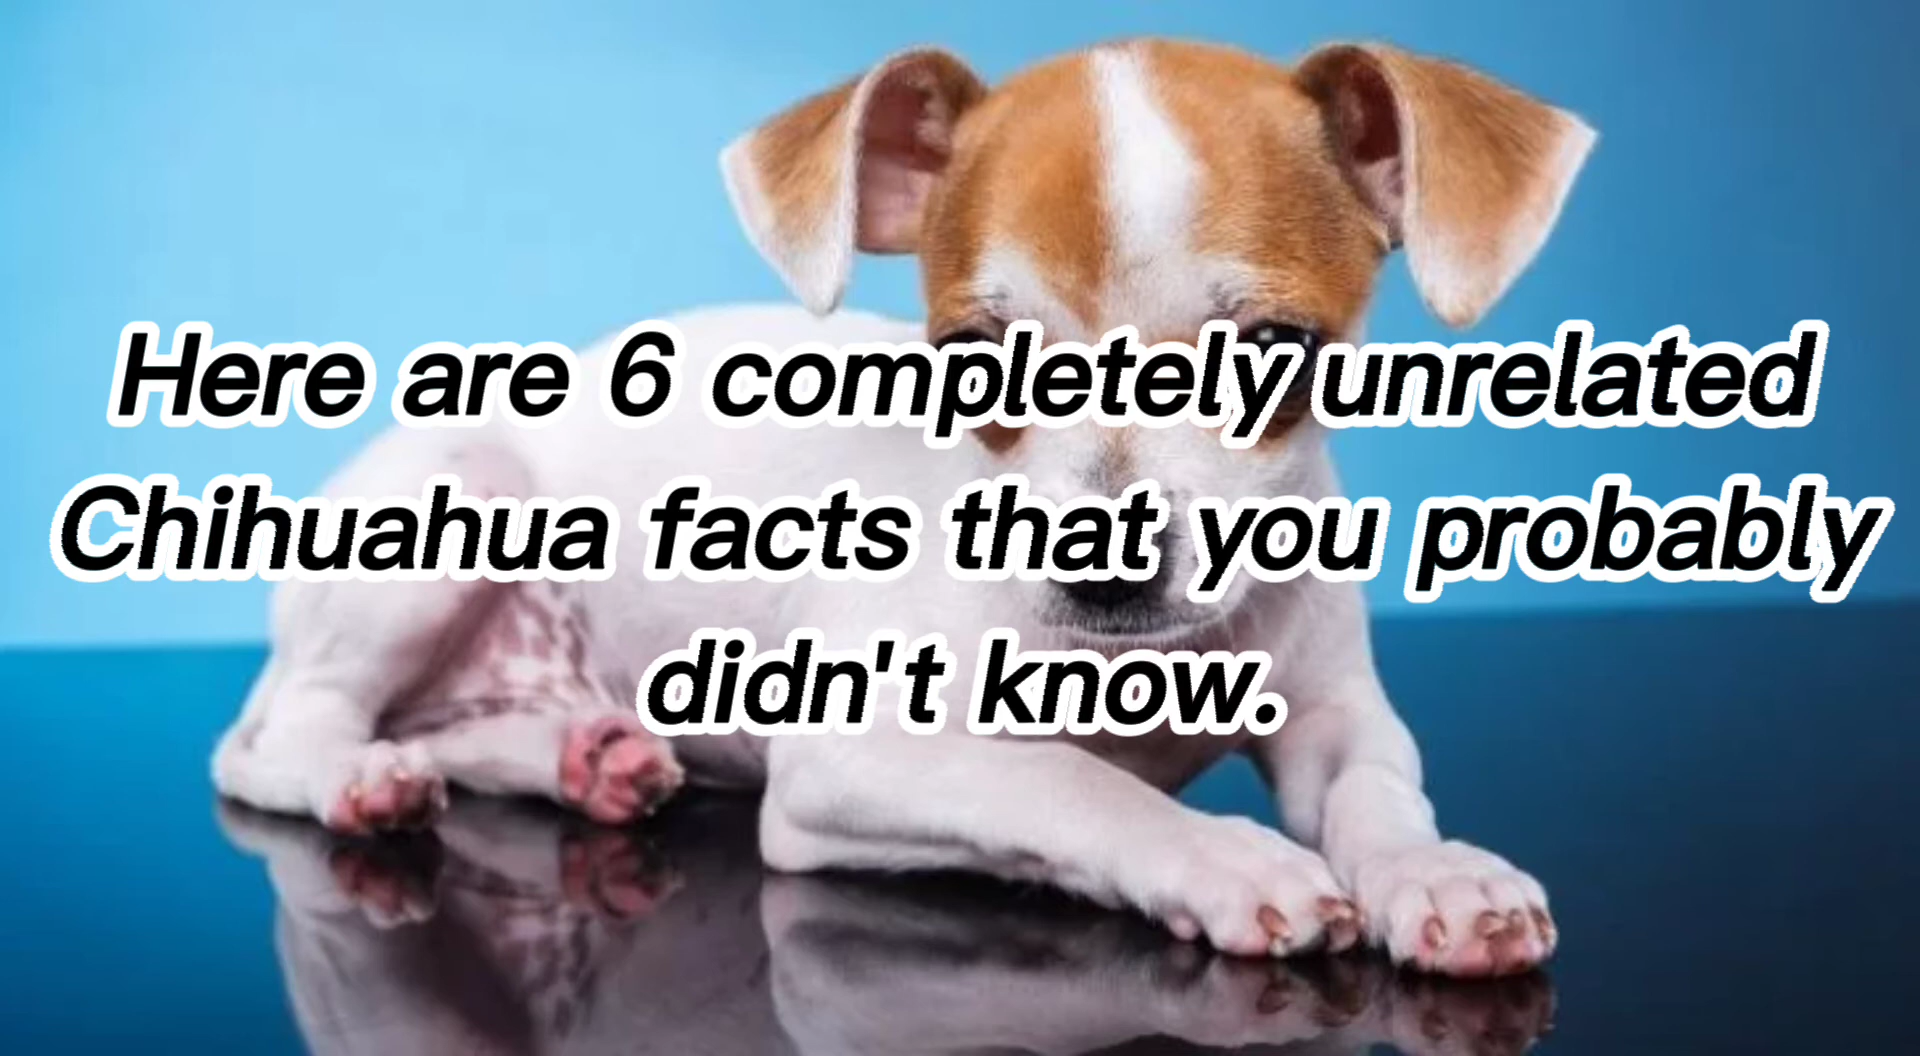 Here are 6 completely unrelated
Chihuahua facts that you probably
didn't know.